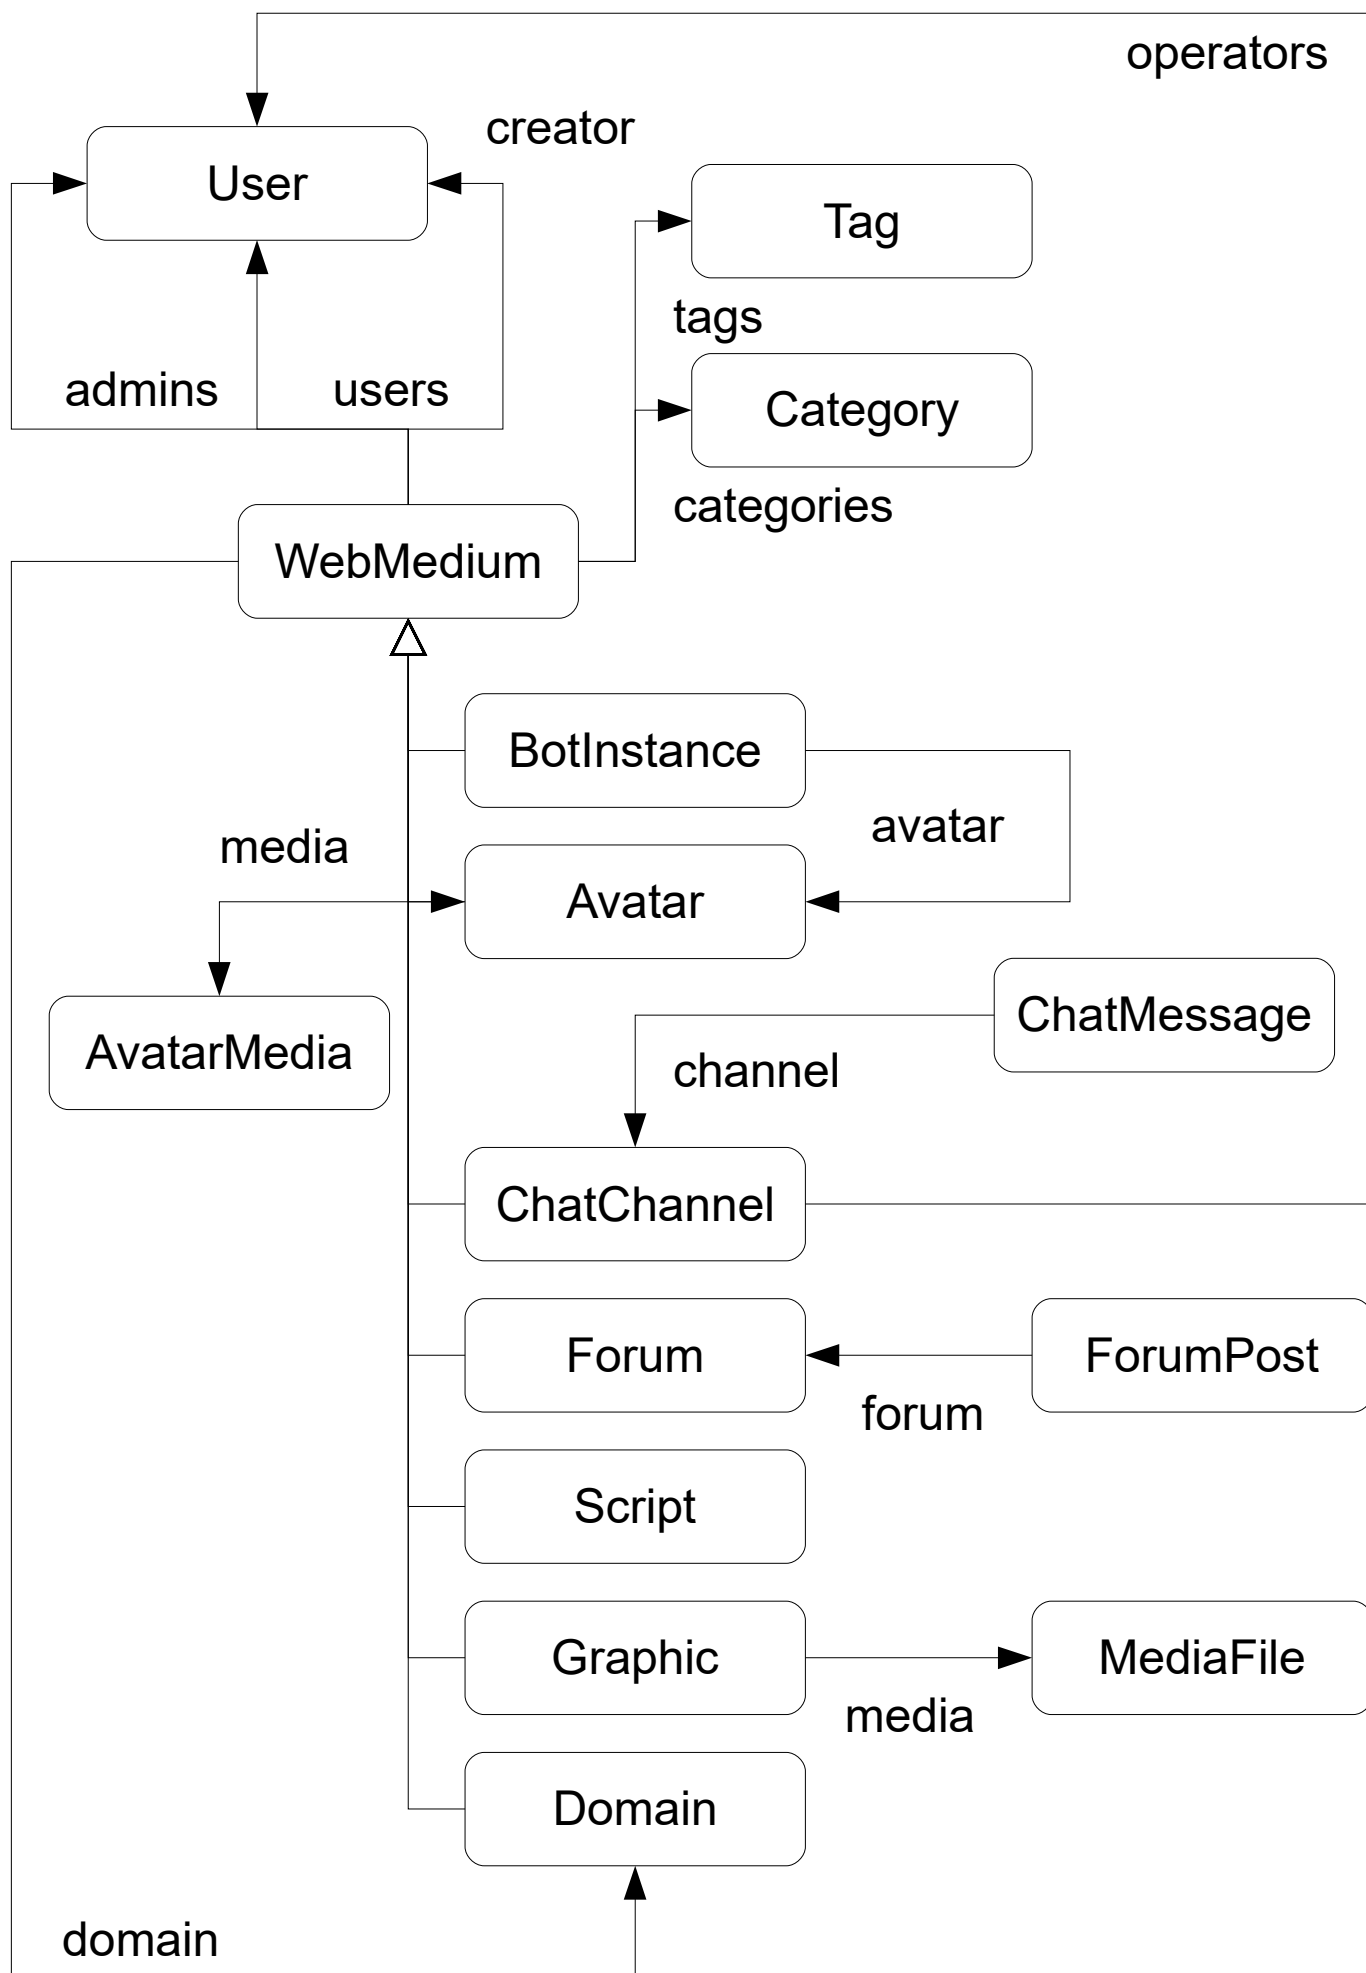 operators
creator
User
Tag
tags
admins
users
Category
categories
WebMedium
BotInstance
avatar
media
Avatar
ChatMessage
AvatarMedia
channel
ChatChannel
Forum
ForumPost
forum
Script
Graphic
MediaFile
media
Domain
domain